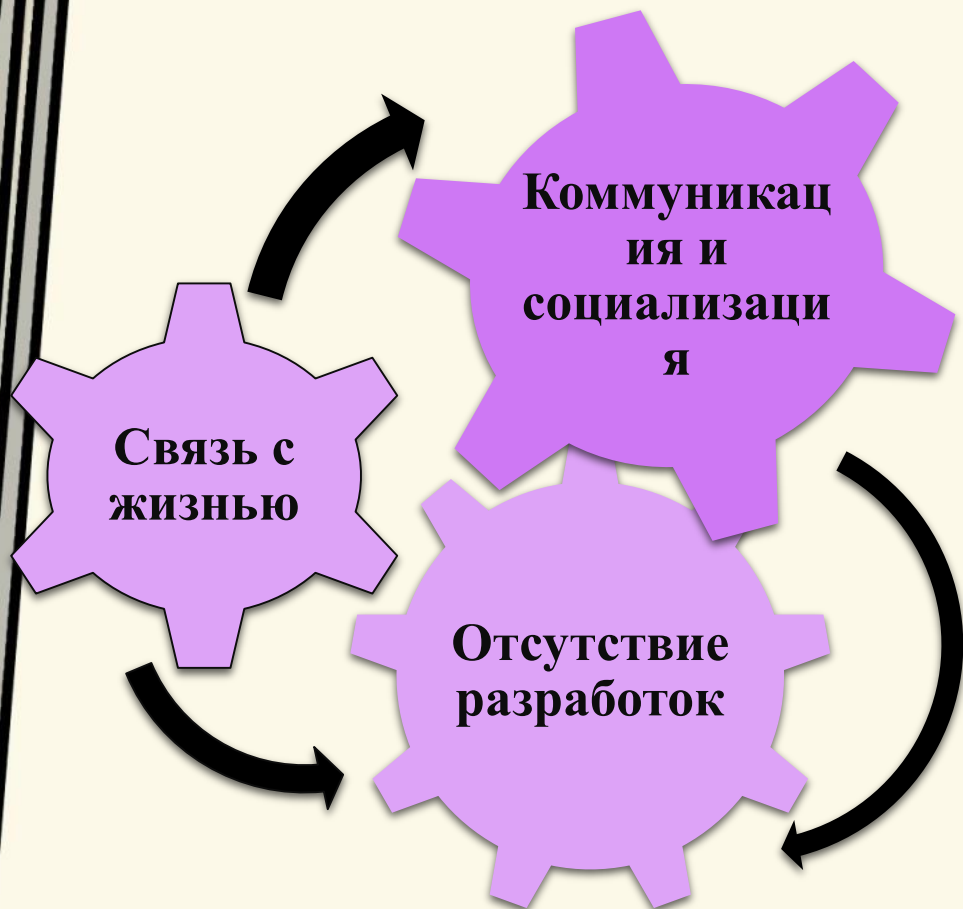 Коммуникац
ия и
социализаци
я
Связь с
жизнью
Отсутствие
разработок